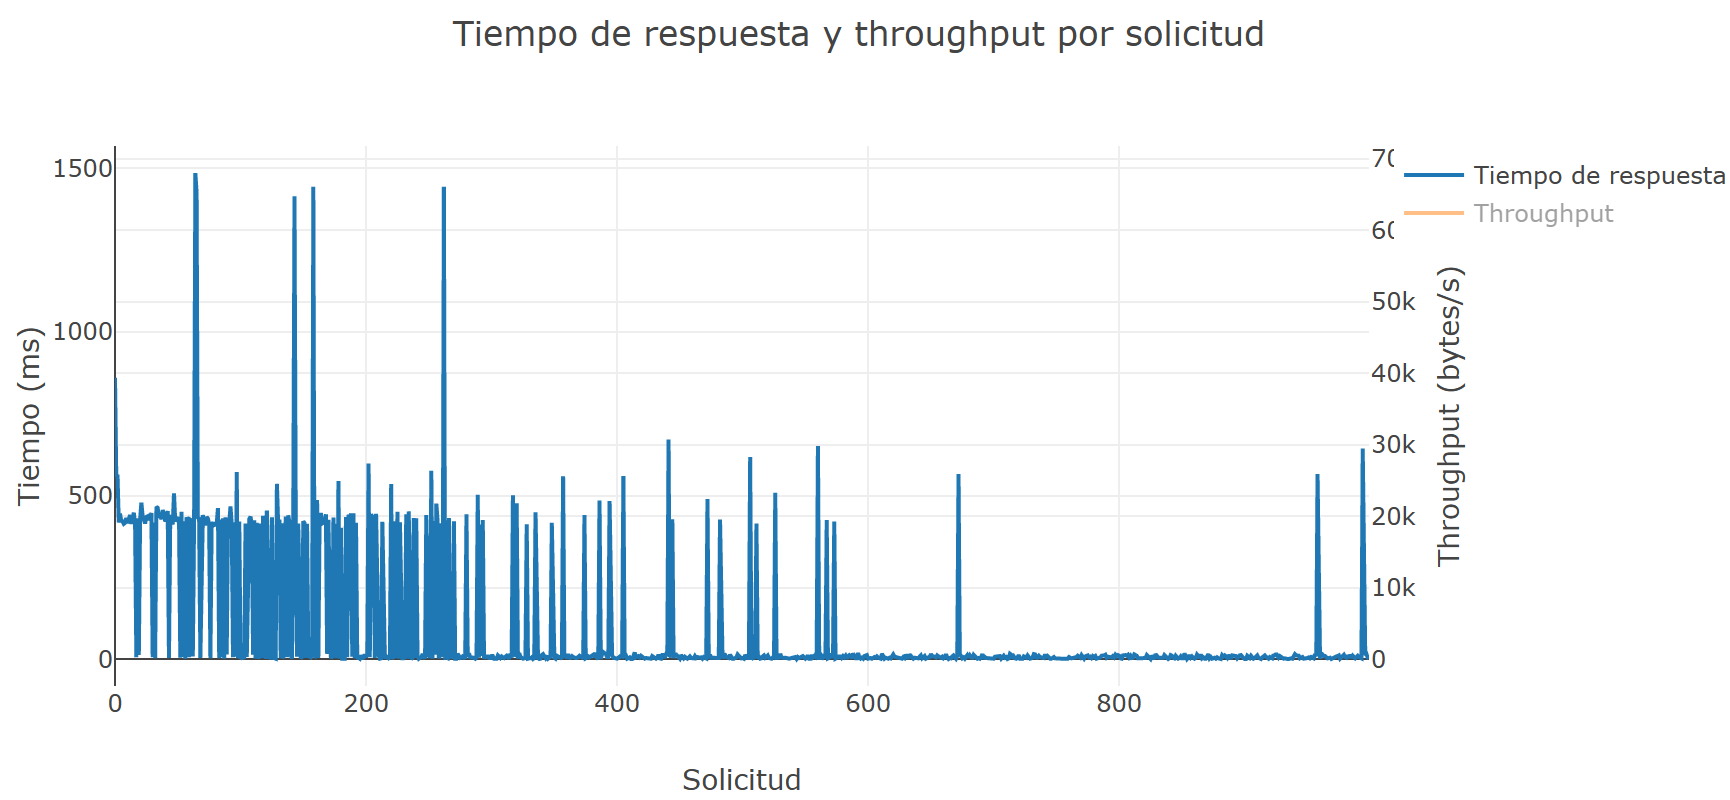 Tiempo de respuesta y throughput por solicitud
1500
1000
500
0
Tiempo (ms)
0
200
400
600
800
Solicitud
50k
40k
30k
20k
10k
0
Throughput (bytes/s)
Tiempo de respuesta
Throughput